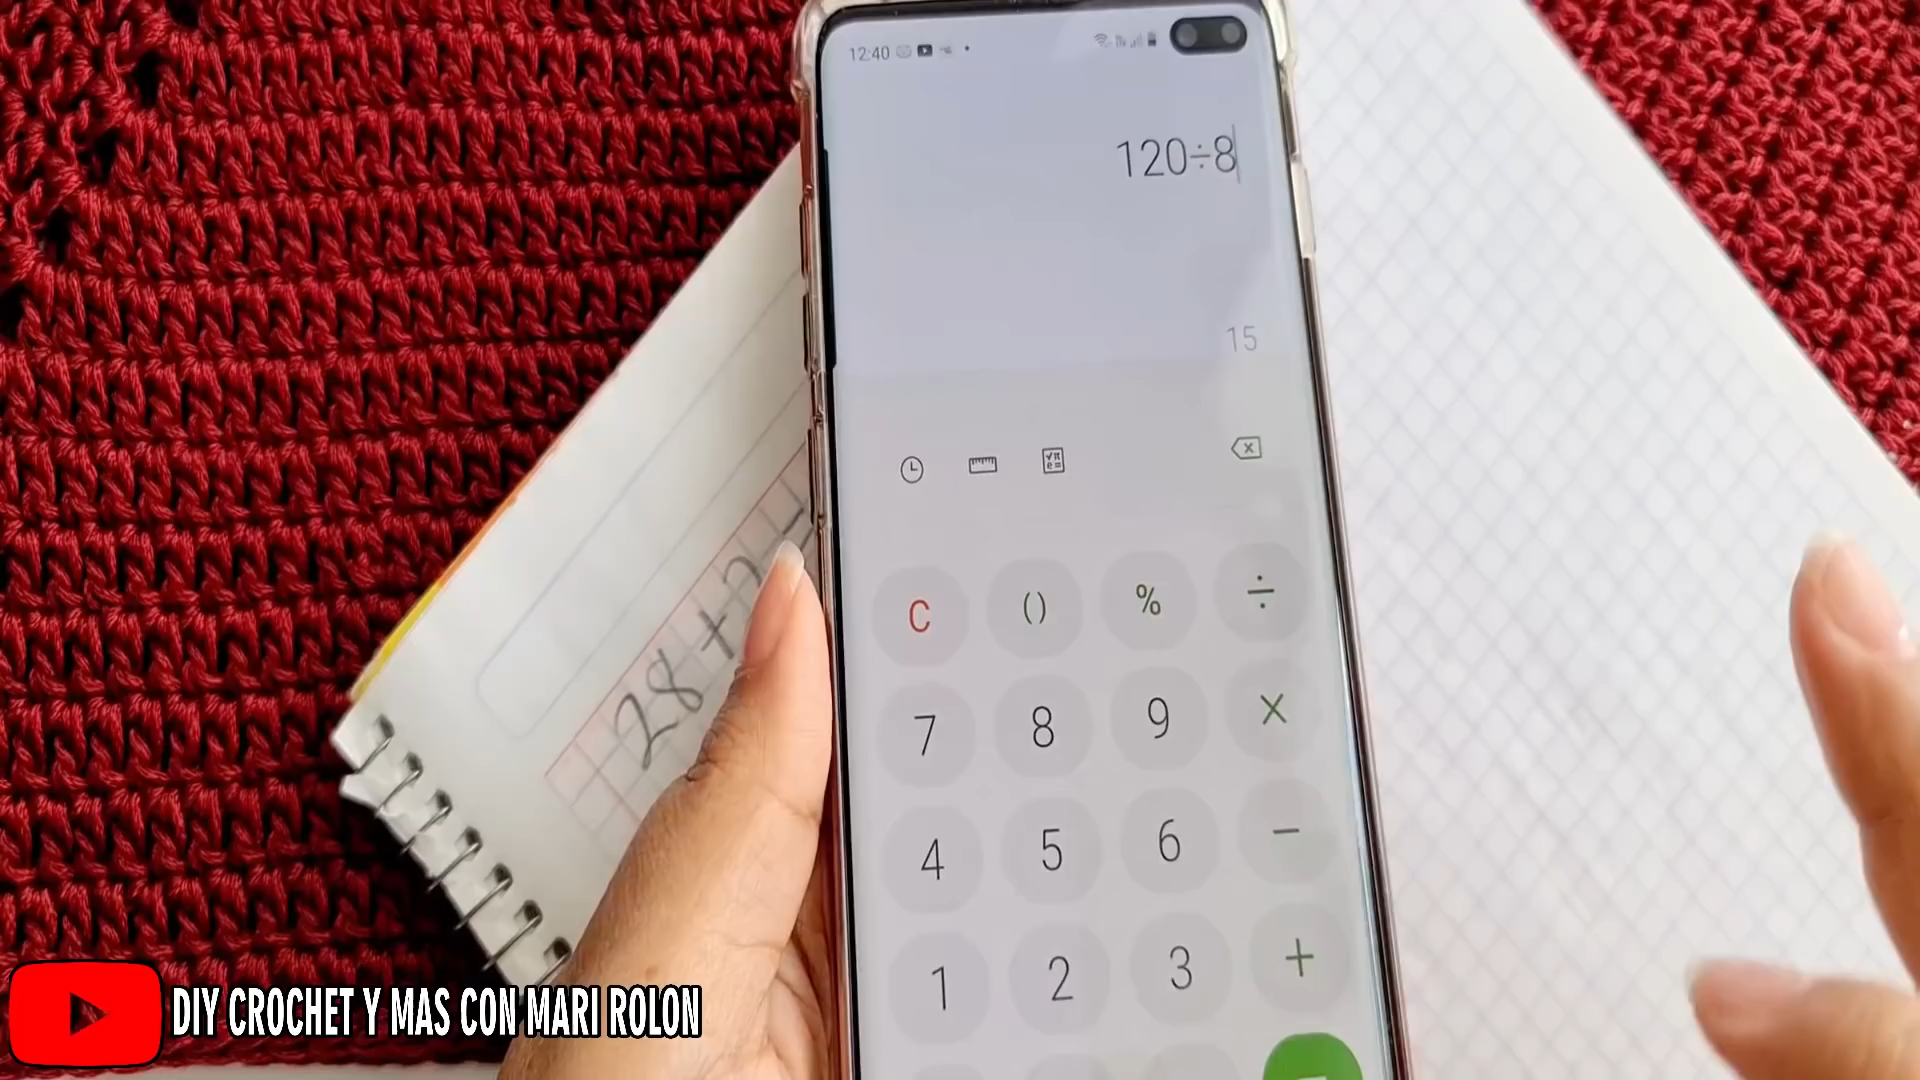 12:40
120÷8
15
C () % ÷
7 8 9 ×
28 +
4 5 6 −
1 2 3 +
DIY CROCHET Y MAS CON MARI ROLON